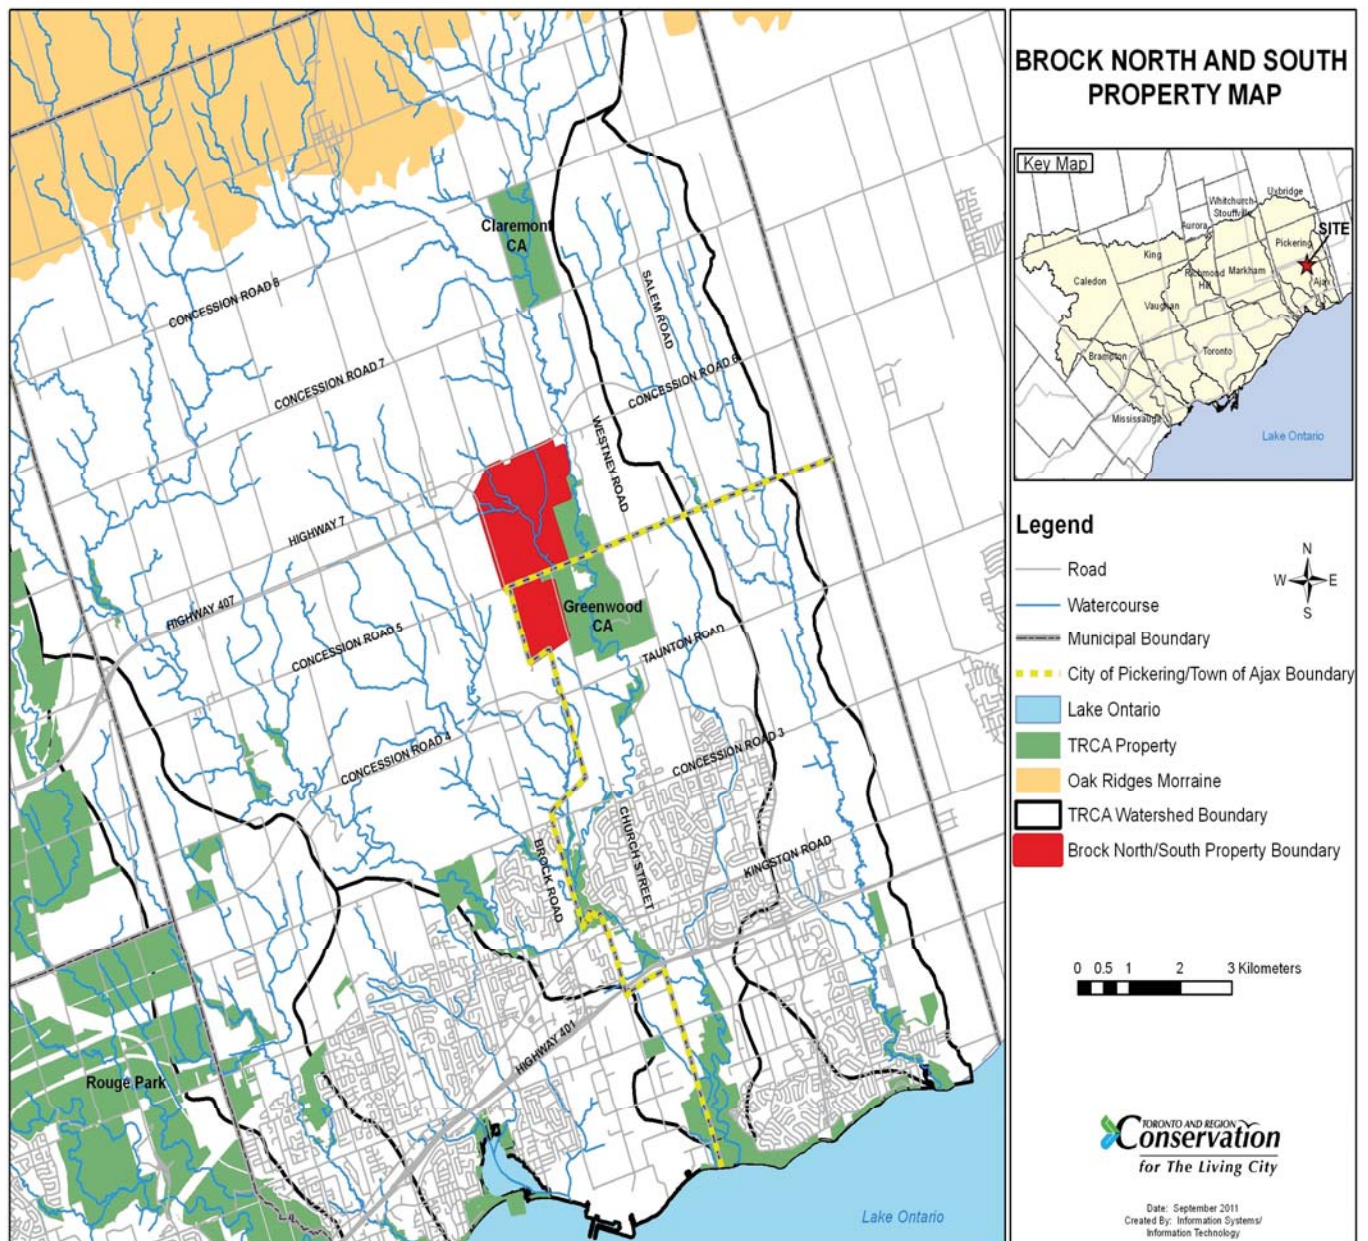 BROCK NORTH AND SOUTH
PROPERTY MAP
Key Map
Uxbridge
Whitchurch-
Stouffville
Aurora
SITE
Pickering
King
Richmond
Hill
Markham
Ajax
Caledon
Vaughan
Brampton
Toronto
Mississauga
Lake Ontario
Legend
Road
Watercourse
Municipal Boundary
City of Pickering/Town of Ajax Boundary
Lake Ontario
TRCA Property
Oak Ridges Morraine
TRCA Watershed Boundary
Brock North/South Property Boundary
N
W E
S
0 0.5 1 2 3 Kilometers
TORONTO AND REGION
Conservation
for The Living City
Date: September 2011
Created By: Information Systems/
Information Technology
Claremont
CA
CONCESSION ROAD 8
SALEM ROAD
CONCESSION ROAD 7
CONCESSION ROAD 6
WESTNEY ROAD
HIGHWAY 7
HIGHWAY 407
Greenwood
CA
CONCESSION ROAD 5
TAUNTON ROAD
CONCESSION ROAD 4
CONCESSION ROAD 3
CHURCH STREET
BROCK ROAD
KINGSTON ROAD
HIGHWAY 401
Rouge Park
Lake Ontario